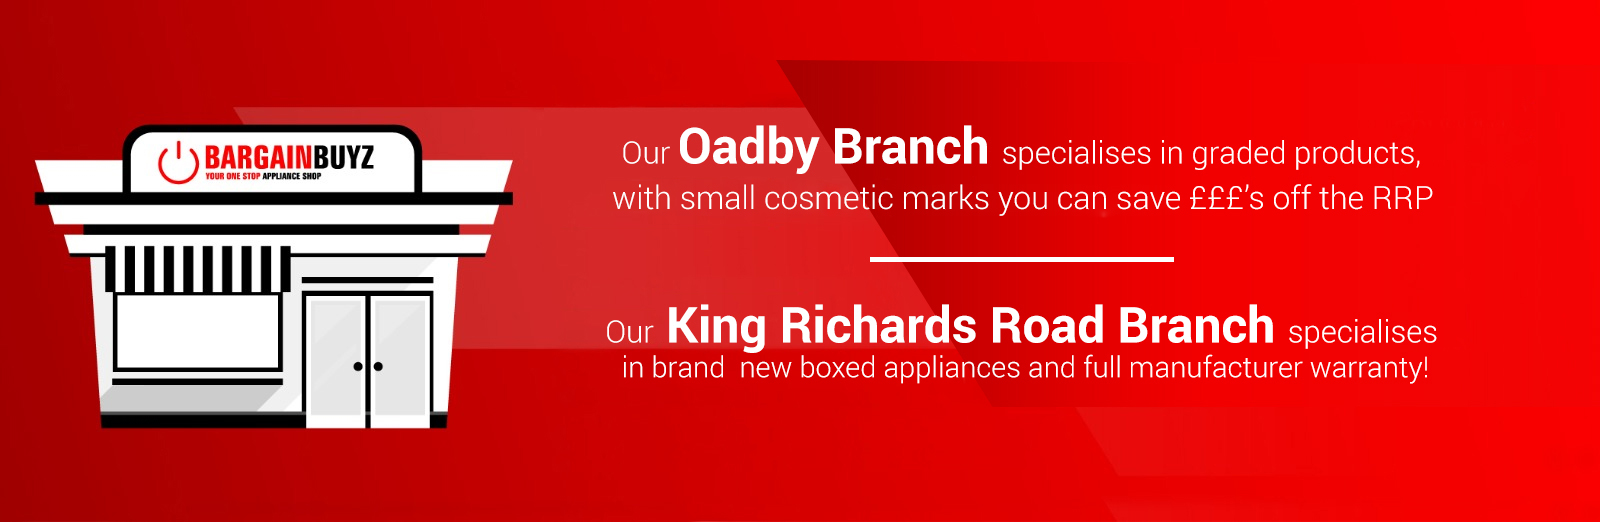 BARGAINBUYZ
YOUR ONE STOP APPLIANCE SHOP
Our Oadby Branch specialises in graded products,
with small cosmetic marks you can save £££'s off the RRP
Our King Richards Road Branch specialises
in brand new boxed appliances and full manufacturer warranty!